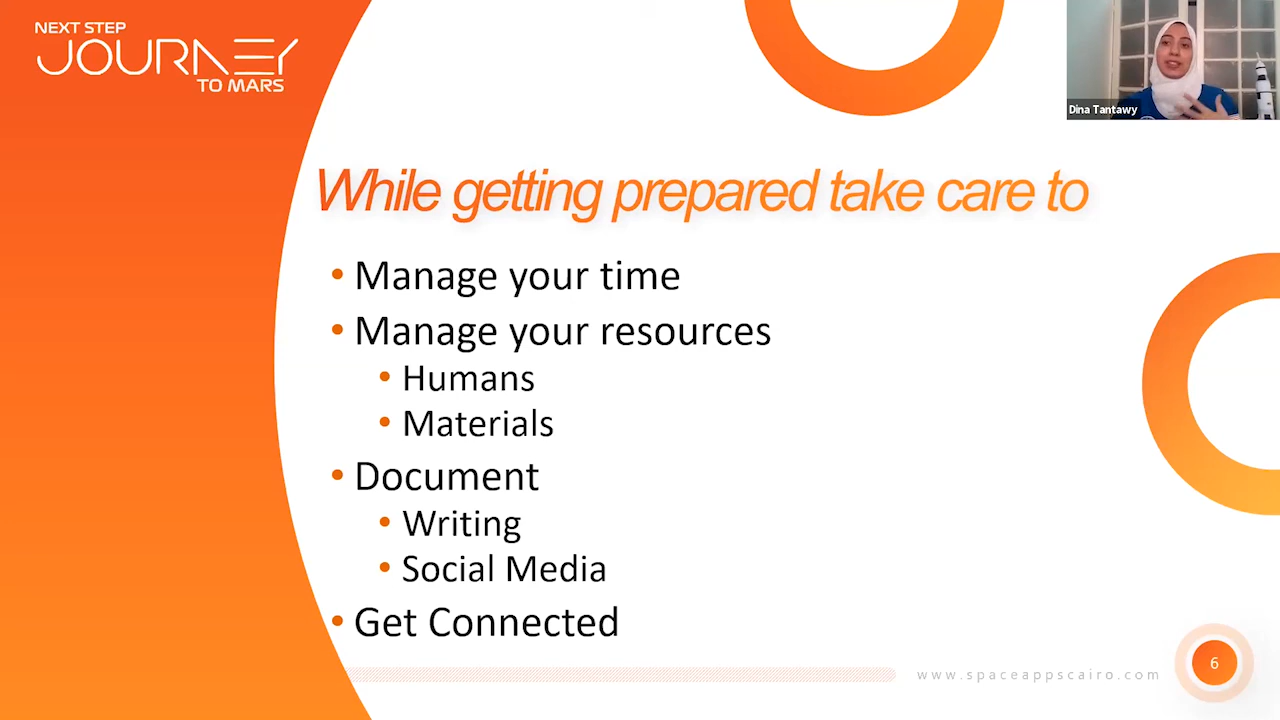 NEXT STEP
JOURNEY
TO MARS
Dina Tantawy
While getting prepared take care to
• Manage your time
• Manage your resources
• Humans
• Materials
• Document
• Writing
• Social Media
• Get Connected
www.spaceappscairo.com
6